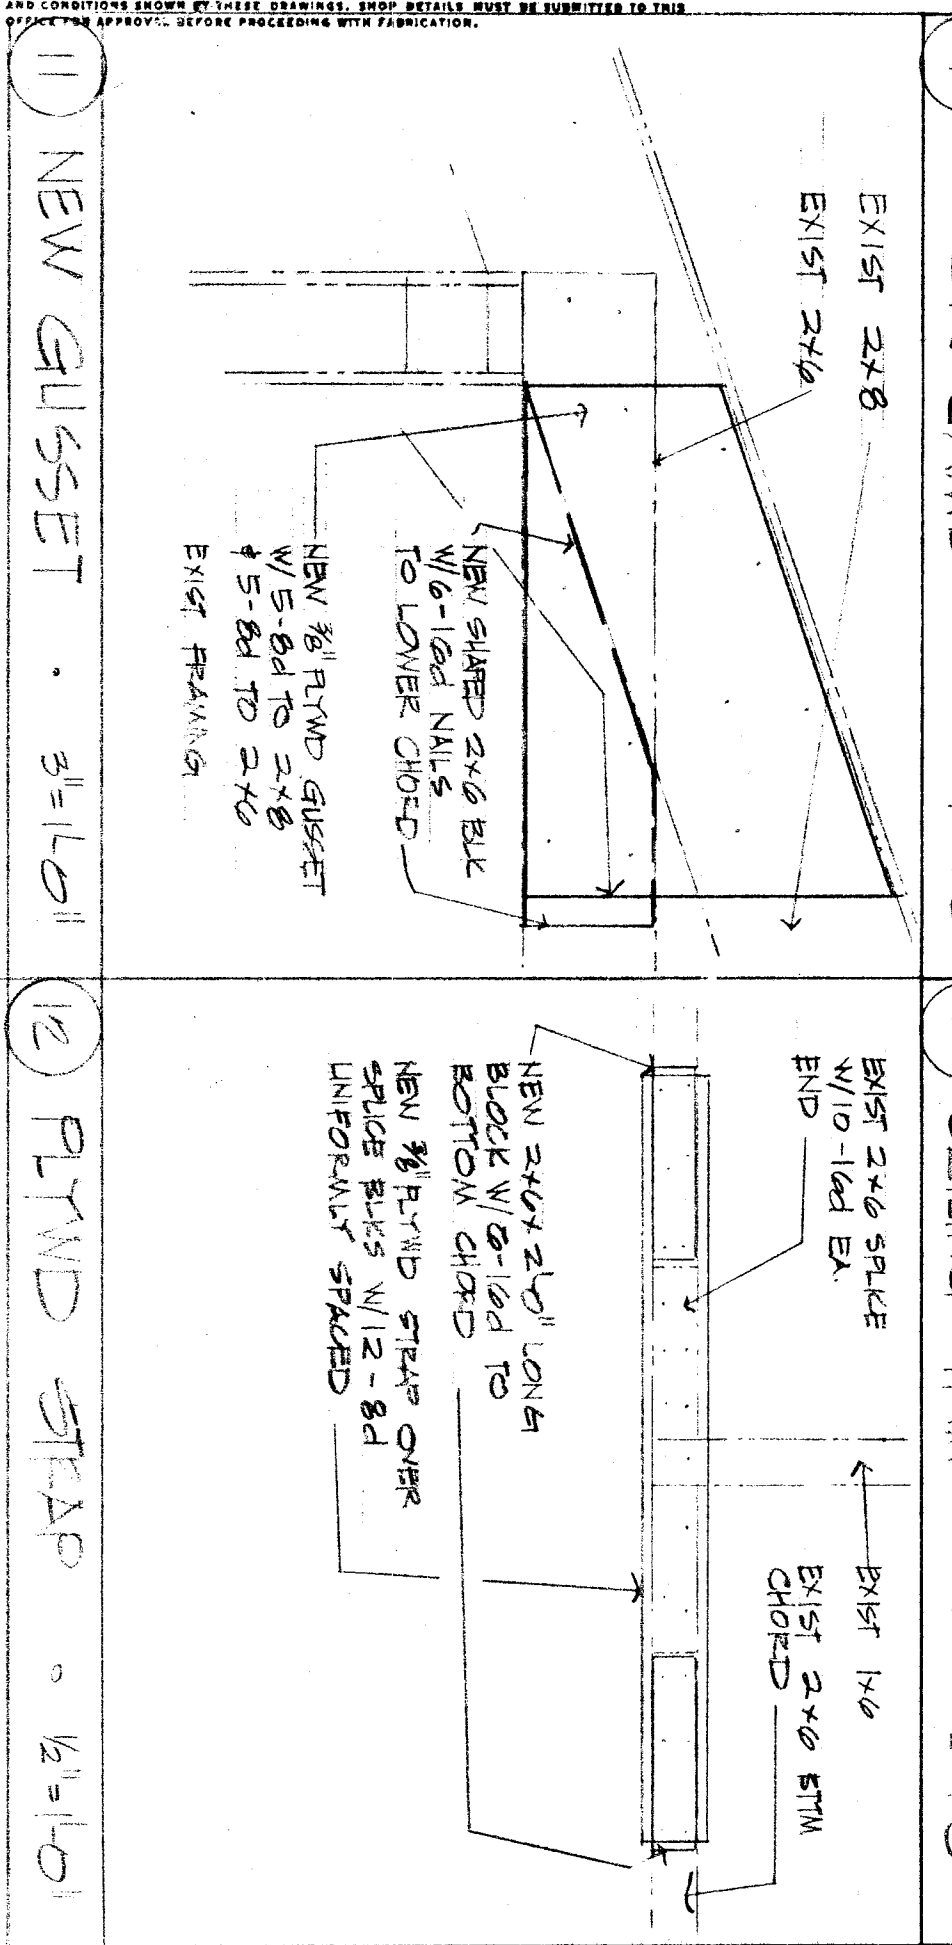 AND CONDITIONS SHOWN BY THESE DRAWINGS. SHOP DETAILS MUST BE SUBMITTED TO THIS
OFFICE FOR APPROVAL BEFORE PROCEEDING WITH FABRICATION.
EXIST 2x8
EXIST 2x6
NEW SHAPED 2x6 BLK
W/6-16d NAILS
TO LOWER CHORD
NEW 3/8" PLYWD GUSSET
W/ 5-8d TO 2x8
& 5-8d TO 2x6
EXIST FRAMING
11 NEW GUSSET · 3"=1'-0"
EXIST 2x6 SPLICE
W/10-16d EA.
END
EXIST 1x6
EXIST 2x6 BTTM
CHORD
NEW 2x6x2'-0" LONG
BLOCK W/ 6-16d TO
BOTTOM CHORD
NEW 3/8" PLYWD STRAP OVER
SPLICE BLKS W/12-8d
UNIFORMLY SPACED
12 PLYWD STRAP · 1/2"=1'-0"